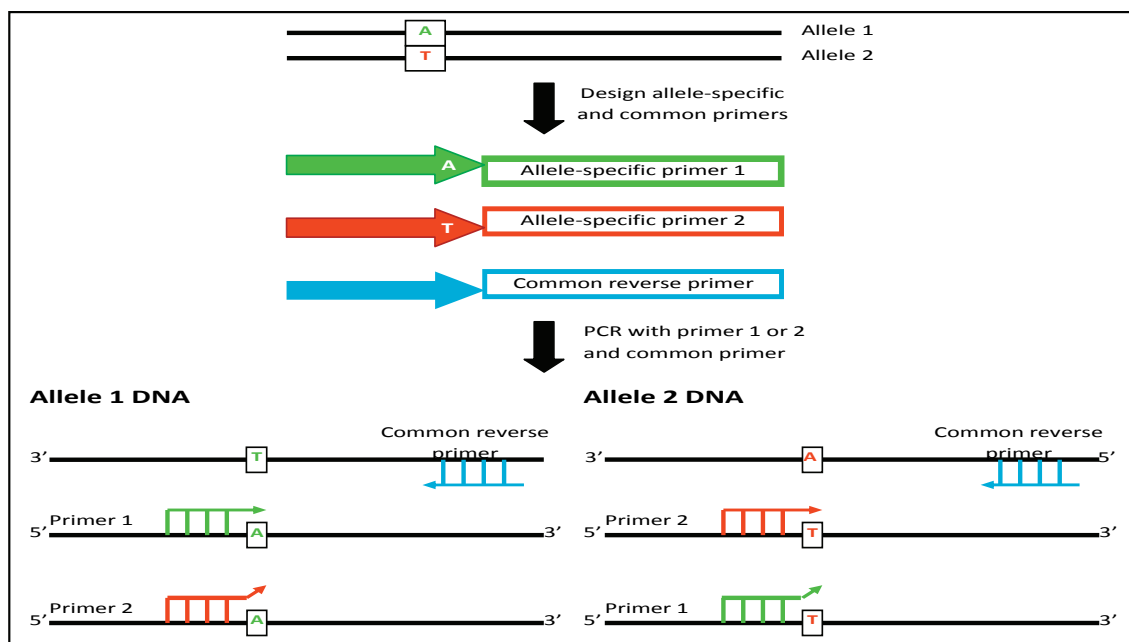 A
Allele 1
T
Allele 2
Design allele-specific
and common primers
A
Allele-specific primer 1
T
Allele-specific primer 2
Common reverse primer
PCR with primer 1 or 2
and common primer
Allele 1 DNA
Common reverse
primer
3’
T
Primer 1
5’
A
3’
Primer 2
5’
A
3’
Allele 2 DNA
Common reverse
primer
3’
A
5’
Primer 2
5’
T
3’
Primer 1
5’
T
3’